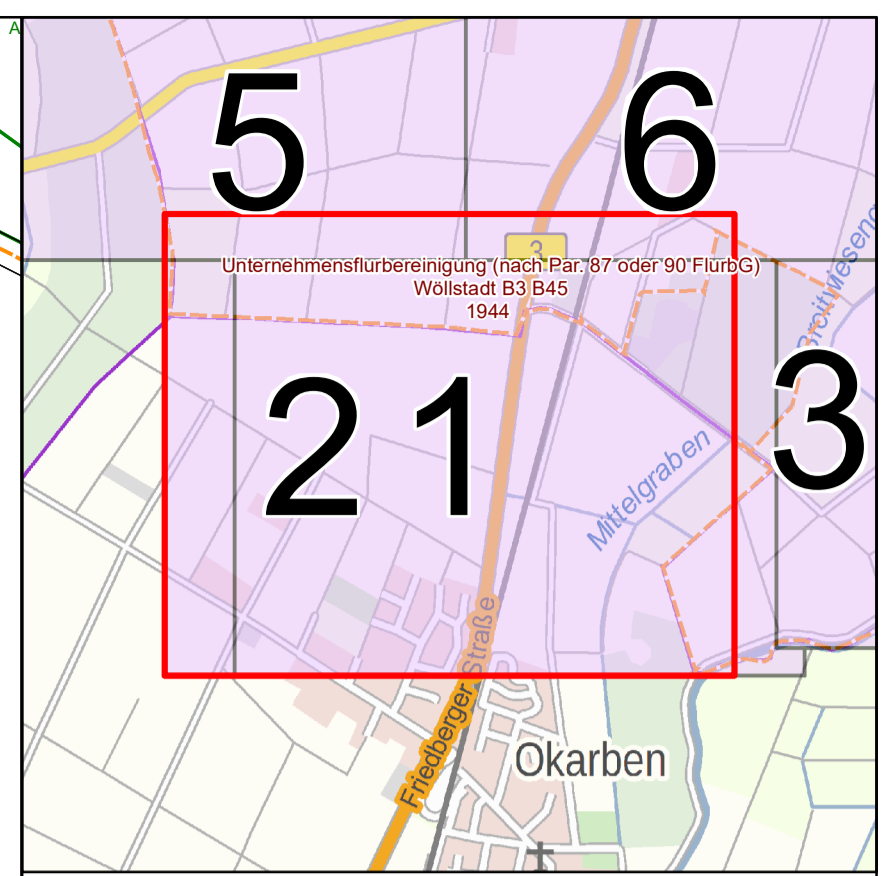 A
5
6
3
Unternehmensflurbereinigung (nach Par. 87 oder 90 FlurbG)
Wöllstadt B3 B45
1944
2
1
3
Mittelgraben
Friedberger Straße
Okarben